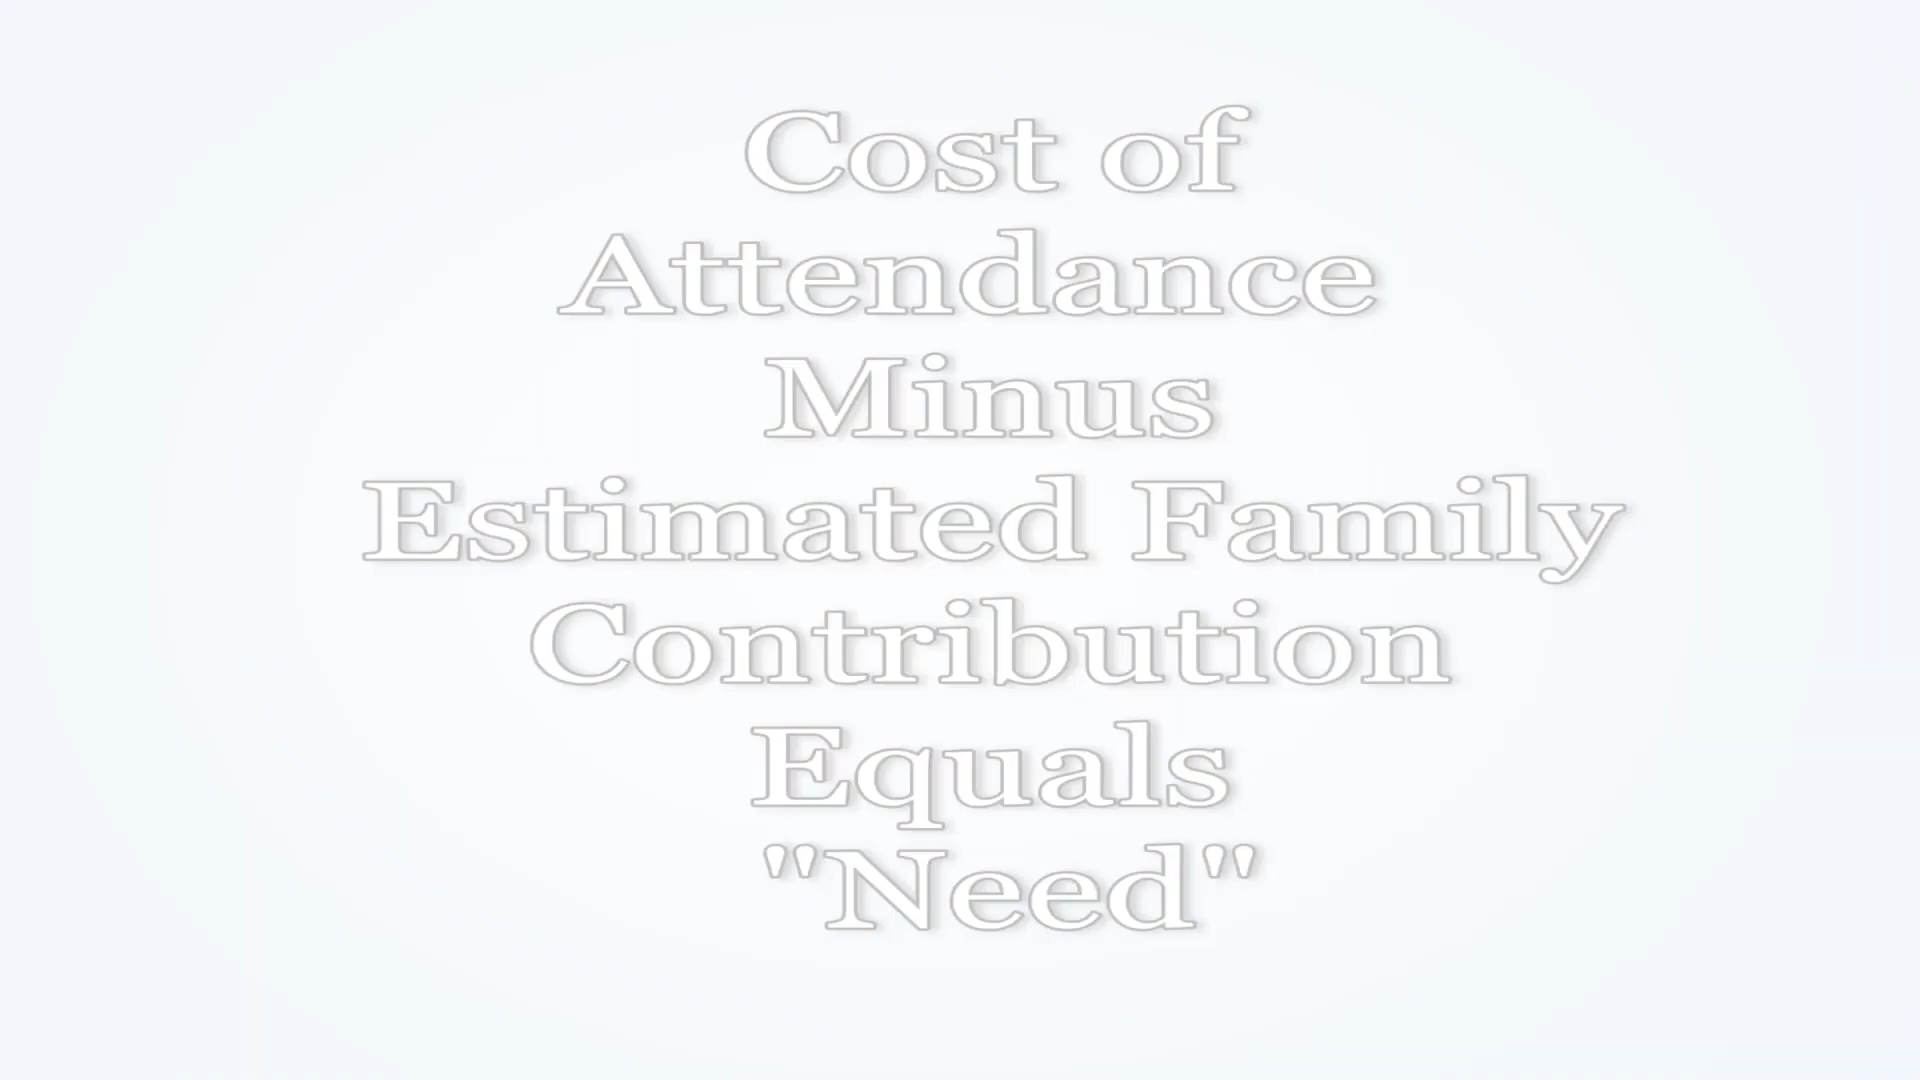 Cost of
Attendance
Minus
Estimated Family
Contribution
Equals
"Need"